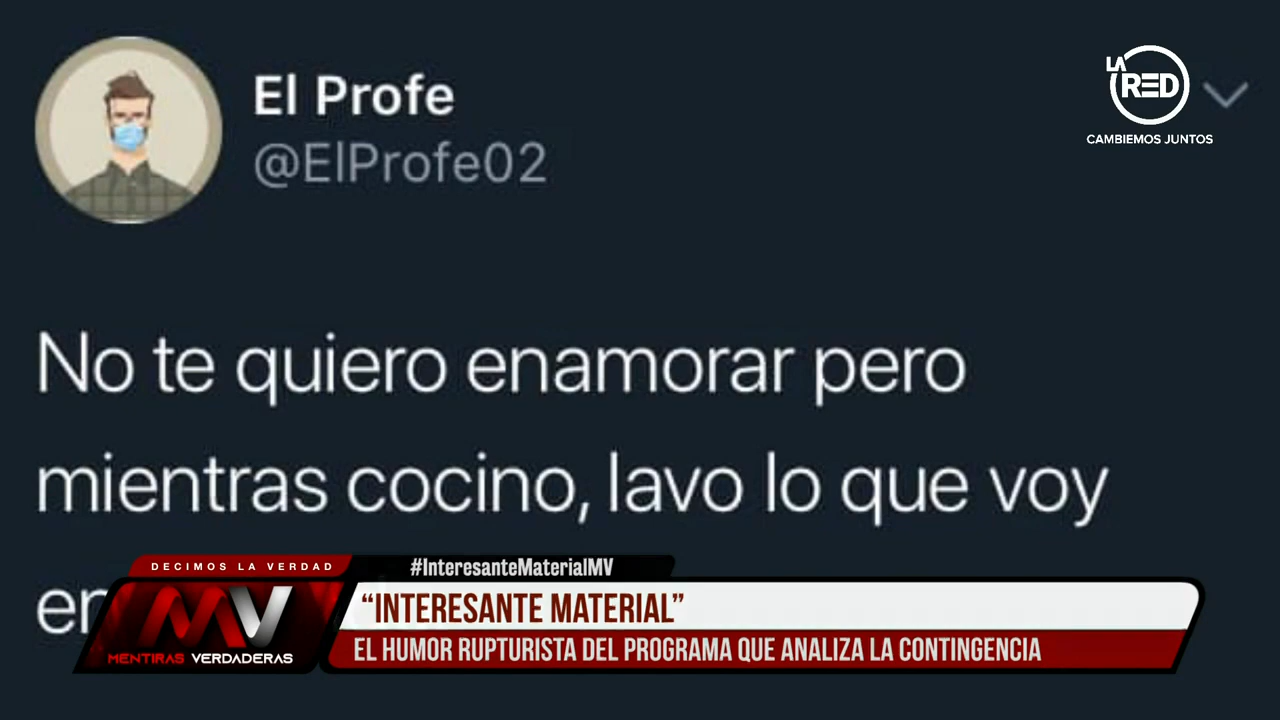 El Profe
@ElProfe02
LA RED
CAMBIEMOS JUNTOS
No te quiero enamorar pero
mientras cocino, lavo lo que voy
DECIMOS LA VERDAD
#InteresanteMaterialMV
MV
MENTIRAS VERDADERAS
“INTERESANTE MATERIAL”
EL HUMOR RUPTURISTA DEL PROGRAMA QUE ANALIZA LA CONTINGENCIA